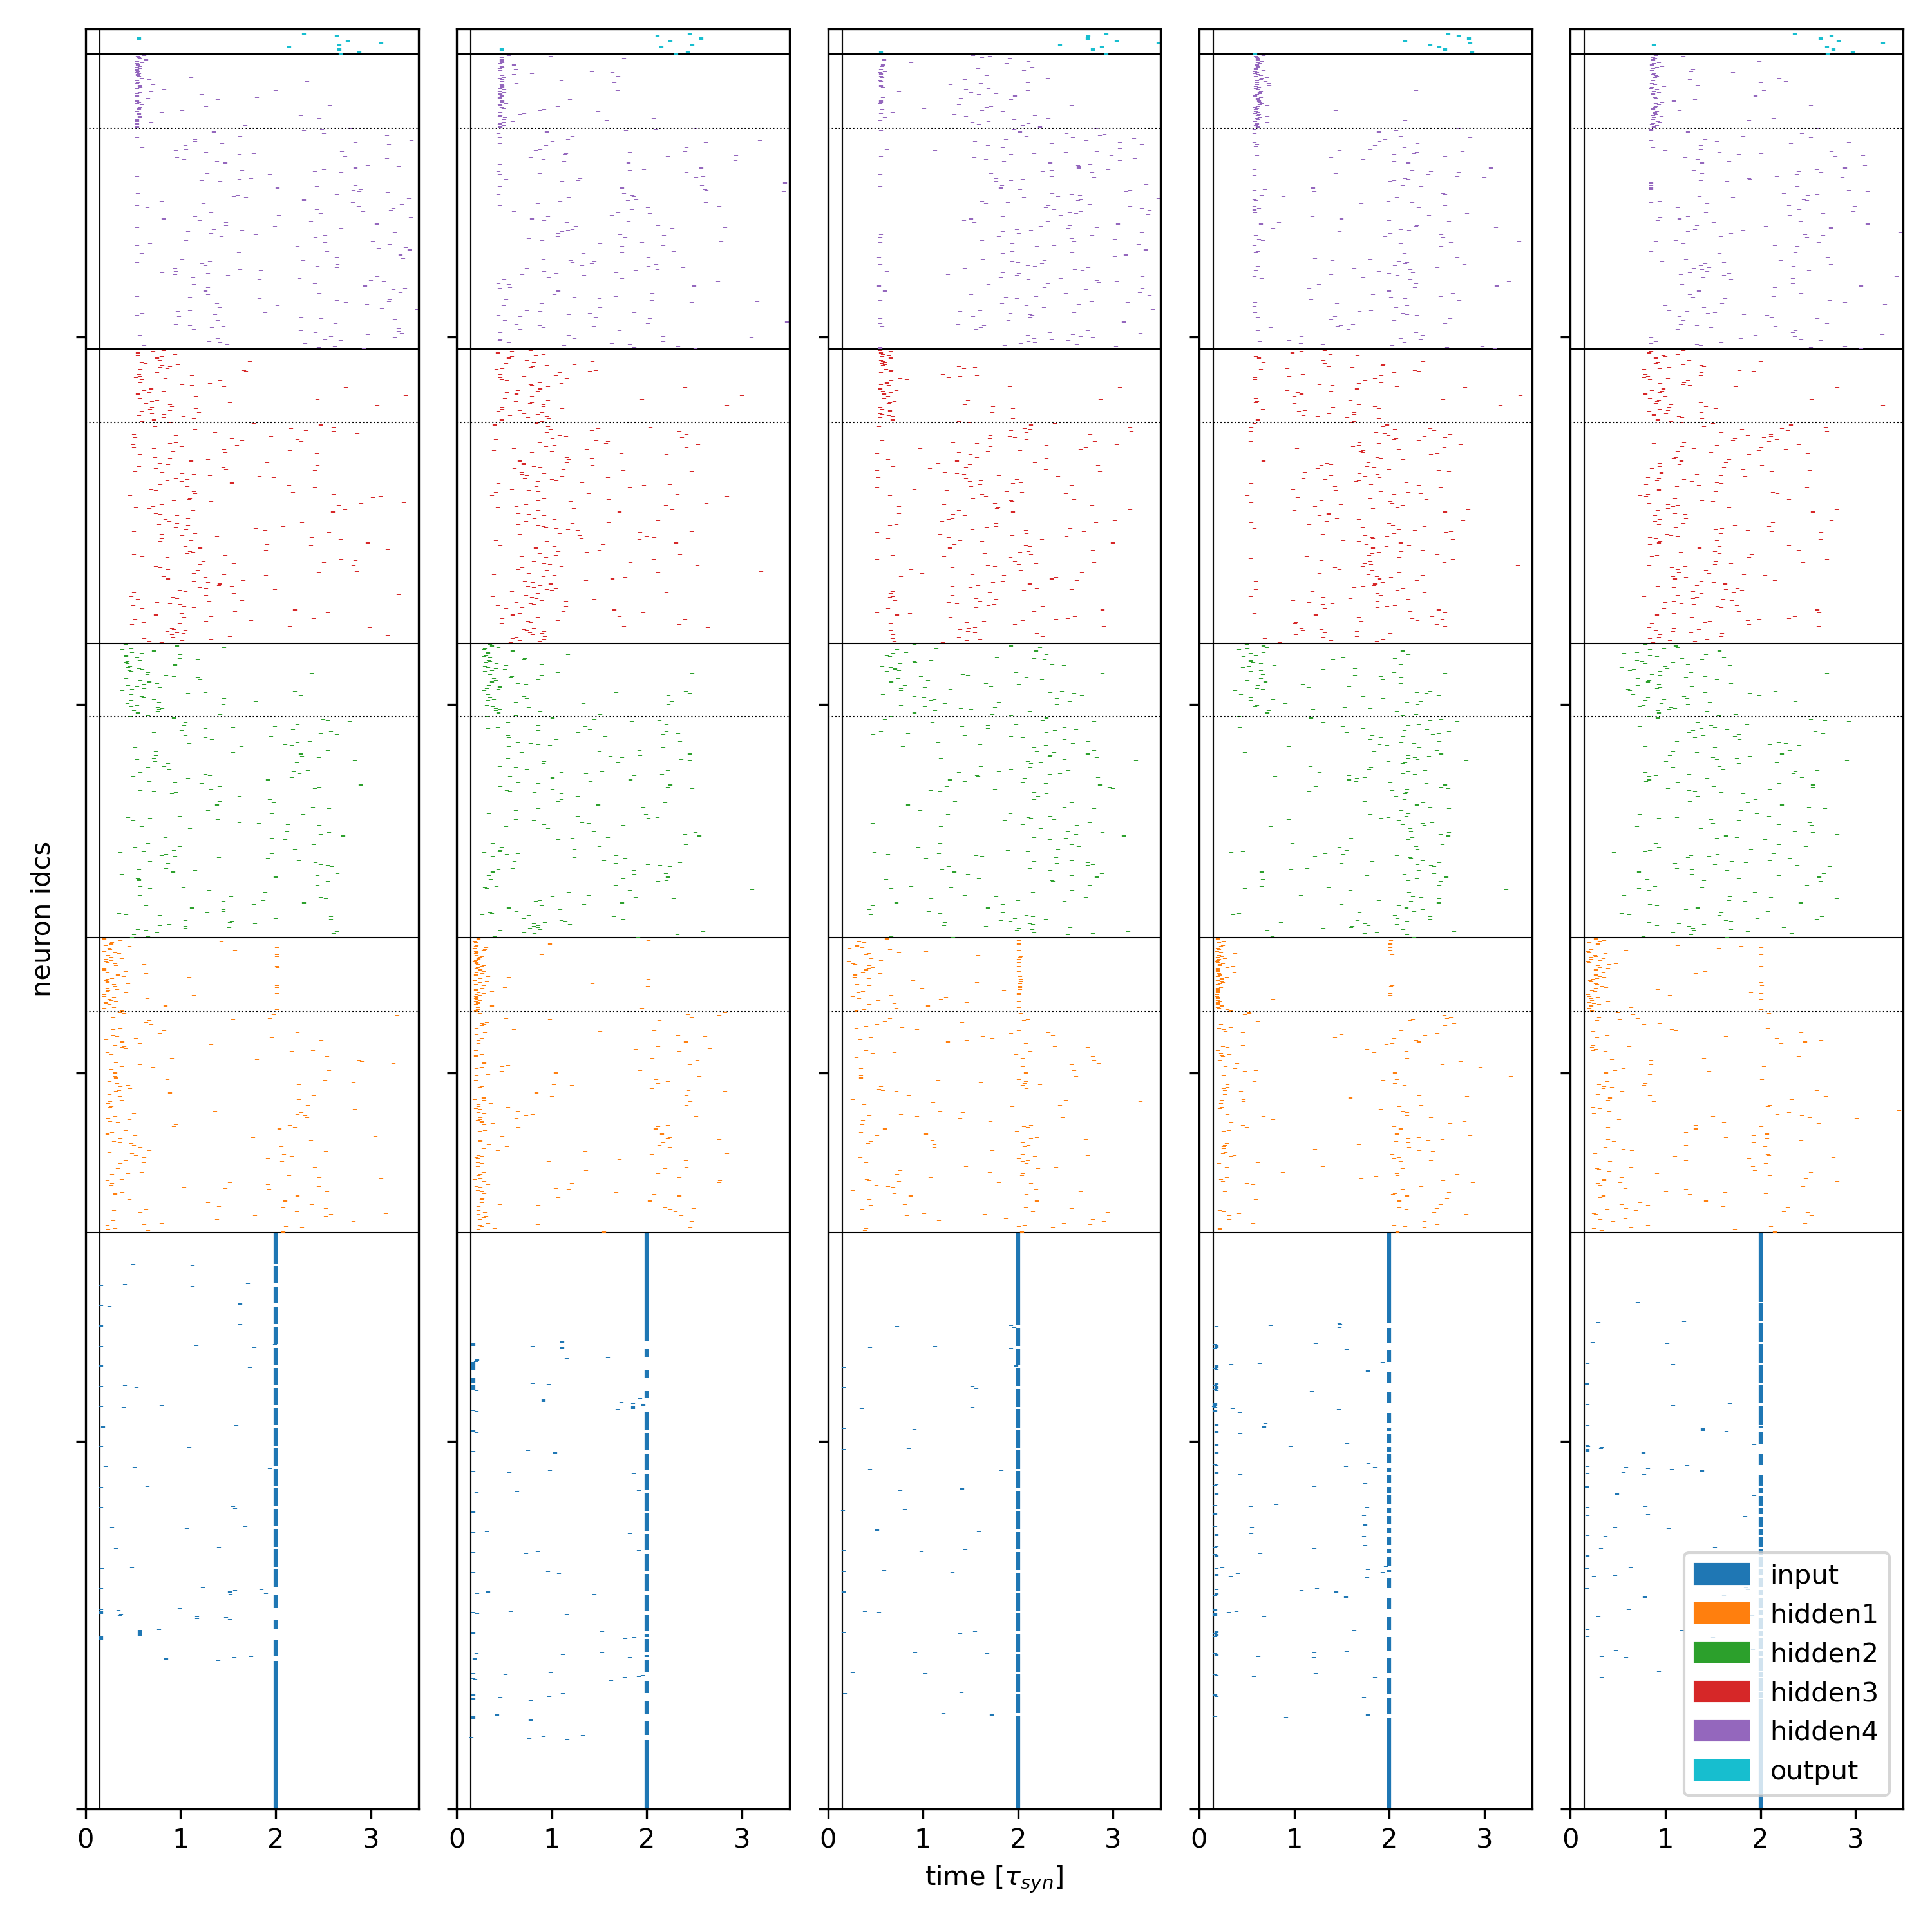 neuron idcs
input
hidden1
hidden2
hidden3
hidden4
output
0 1 2 3 0 1 2 3 0 1 2 3 0 1 2 3 0 1 2 3
time [τsyn]